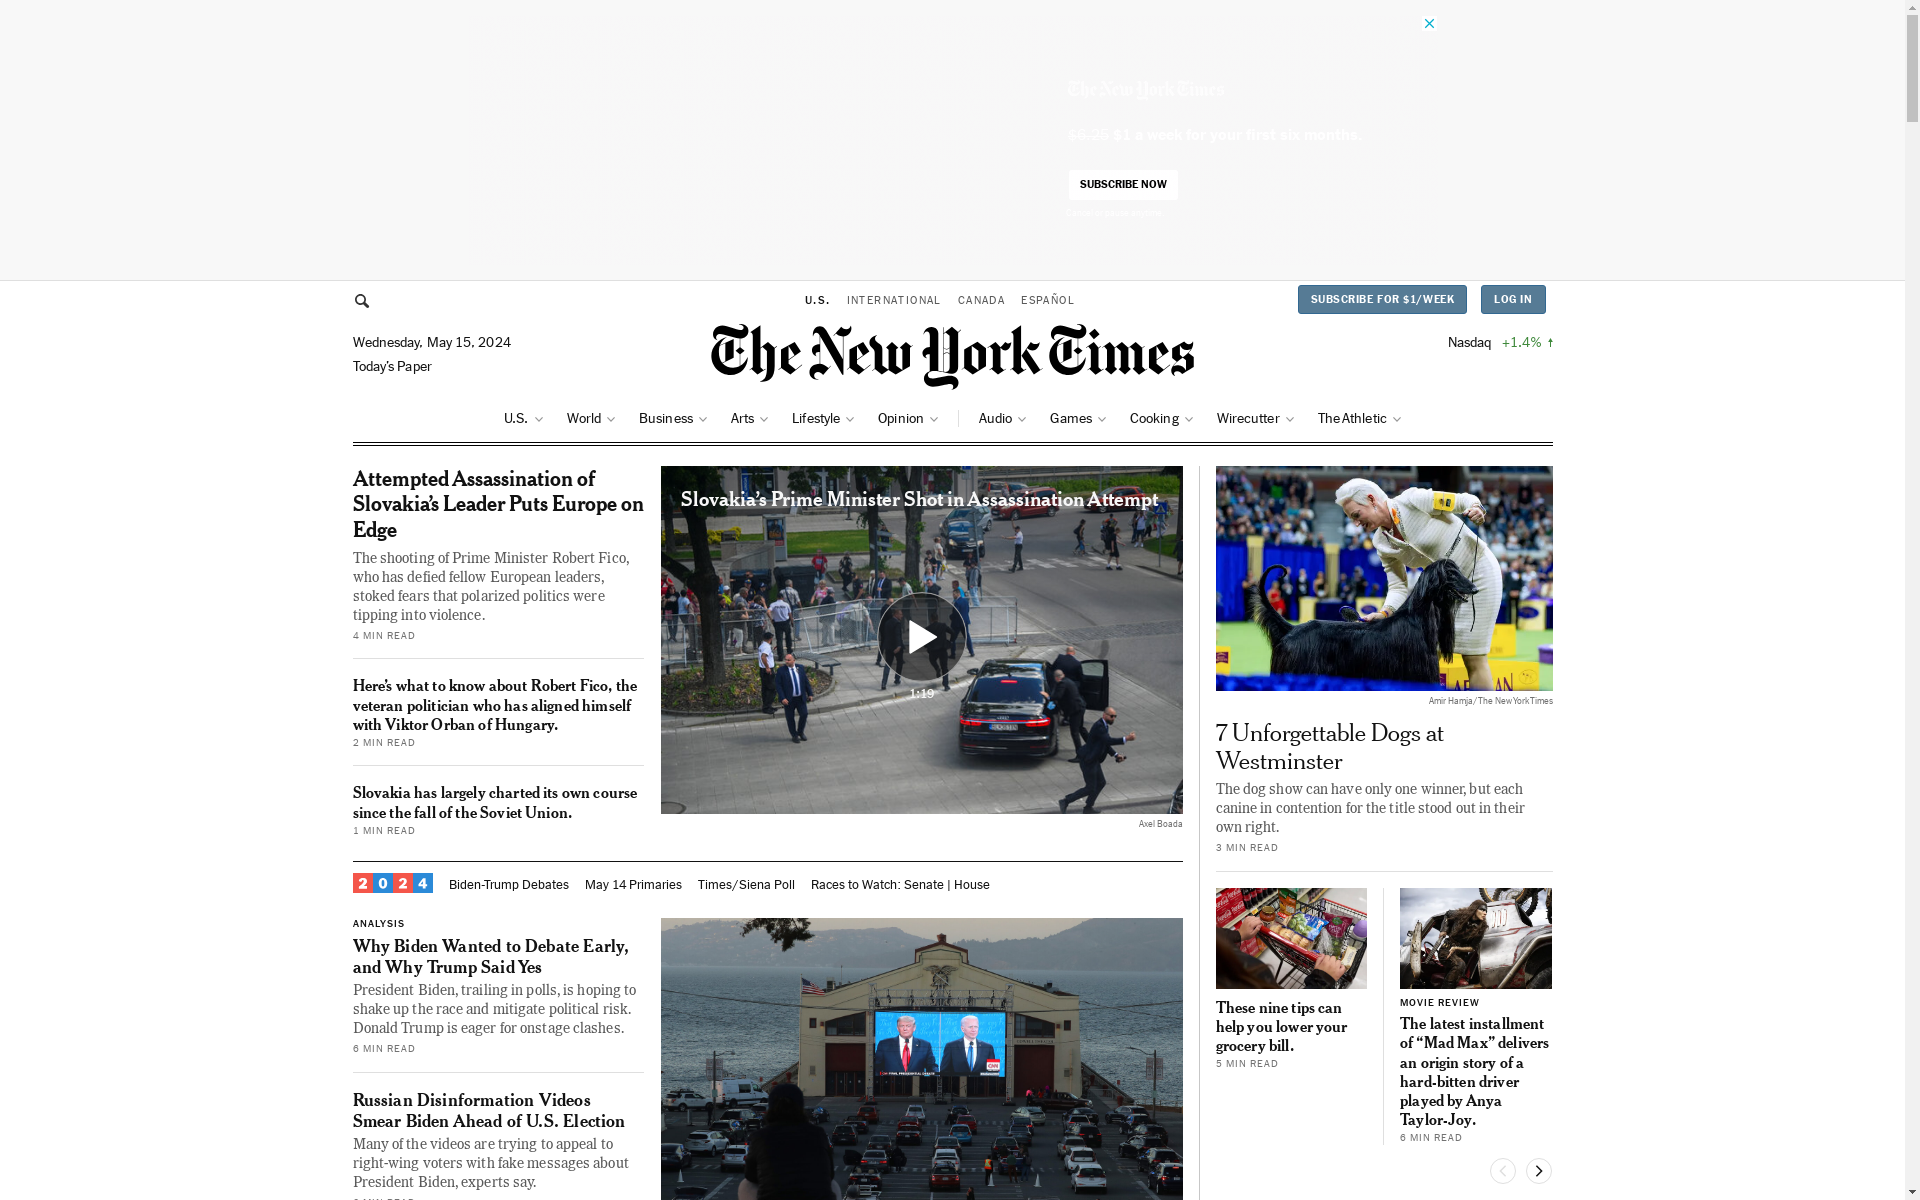 The New York Times
$6.25 $1 a week for your first six months.
SUBSCRIBE NOW
U.S. INTERNATIONAL CANADA ESPAÑOL
SUBSCRIBE FOR $1/WEEK LOG IN
Wednesday, May 15, 2024
Today's Paper
The New York Times
Nasdaq +1.4%
U.S. World Business Arts Lifestyle Opinion Audio Games Cooking Wirecutter The Athletic
Attempted Assassination of
Slovakia's Leader Puts Europe on
Edge
The shooting of Prime Minister Robert Fico,
who has defied fellow European leaders,
stoked fears that polarized politics were
tipping into violence.
4 MIN READ
Here's what to know about Robert Fico, the
veteran politician who has aligned himself
with Viktor Orban of Hungary.
2 MIN READ
Slovakia has largely charted its own course
since the fall of the Soviet Union.
1 MIN READ
Slovakia's Prime Minister Shot in Assassination Attempt
1:19
Axel Boada
2024 Biden-Trump Debates May 14 Primaries Times/Siena Poll Races to Watch: Senate | House
ANALYSIS
Why Biden Wanted to Debate Early,
and Why Trump Said Yes
President Biden, trailing in polls, is hoping to
shake up the race and mitigate political risk.
Donald Trump is eager for onstage clashes.
6 MIN READ
Russian Disinformation Videos
Smear Biden Ahead of U.S. Election
Many of the videos are trying to appeal to
right-wing voters with fake messages about
President Biden, experts say.
CNN
Amir Hamja/The New York Times
7 Unforgettable Dogs at
Westminster
The dog show can have only one winner, but each
canine in contention for the title stood out in their
own right.
3 MIN READ
These nine tips can
help you lower your
grocery bill.
5 MIN READ
MOVIE REVIEW
The latest installment
of “Mad Max” delivers
an origin story of a
hard-bitten driver
played by Anya
Taylor-Joy.
6 MIN READ